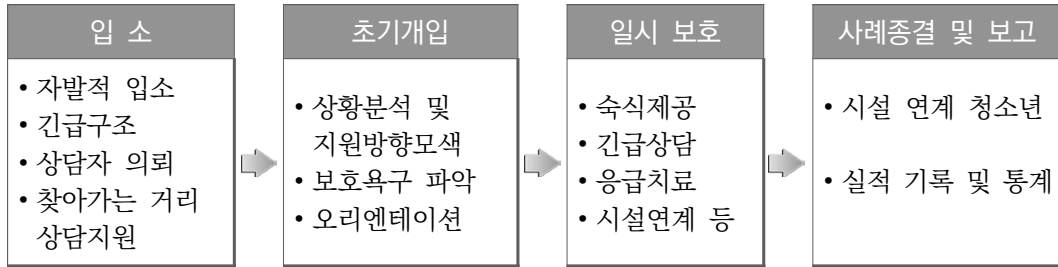 입 소
• 자발적 입소
• 긴급구조
• 상담자 의뢰
• 찾아가는 거리
상담지원
초기개입
• 상황분석 및
지원방향모색
• 보호욕구 파악
• 오리엔테이션
일시 보호
• 숙식제공
• 긴급상담
• 응급치료
• 시설연계 등
사례종결 및 보고
• 시설 연계 청소년
• 실적 기록 및 통계